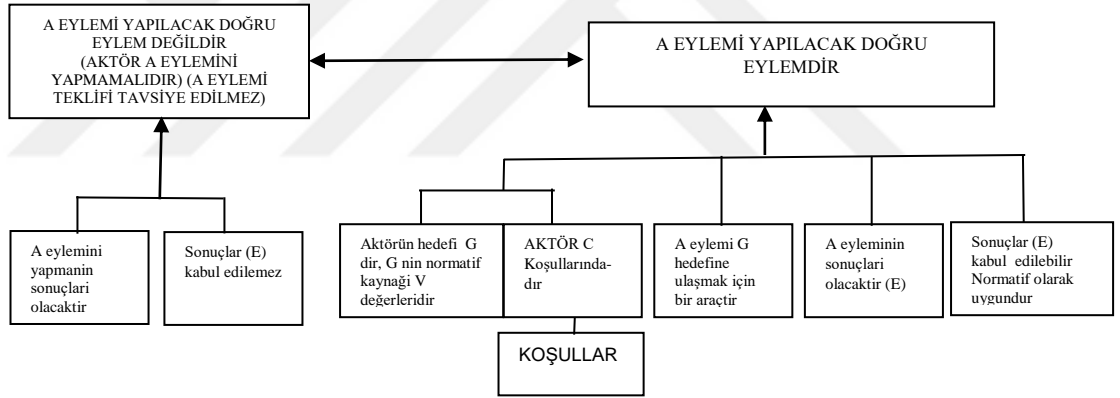 A EYLEMİ YAPILACAK DOĞRU
EYLEM DEĞİLDİR
(AKTÖR A EYLEMİNİ
YAPMAMALIDIR) (A EYLEMİ
TEKLİFİ TAVSİYE EDİLMEZ)
A EYLEMİ YAPILACAK DOĞRU
EYLEMDİR
A eylemini
yapmanin
sonuçlari
olacaktir
Sonuçlar (E)
kabul edilemez
Aktörün hedefi G
dir, G nin normatif
kaynaği V
değerleridir
AKTÖR C
Koşullarında-
dır
A eylemi G
hedefine
ulaşmak için
bir araçtir
A eyleminin
sonuçlari
olacaktir (E)
Sonuçlar (E)
kabul edilebilir
Normatif olarak
uygundur
KOŞULLAR